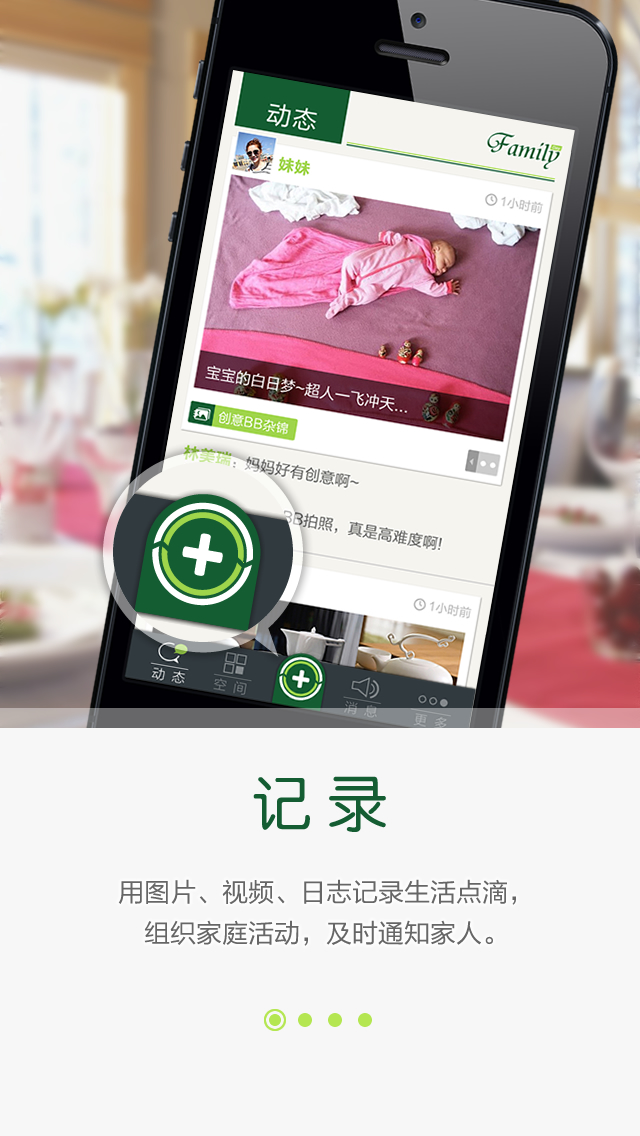 动态
Family
妹妹
1小时前
宝宝的白日梦~超人一飞冲天...
创意BB杂锦
林美瑞：妈妈好有创意啊~
BB拍照，真是高难度啊!
1小时前
动态
空间
消息
更多
记录
用图片、视频、日志记录生活点滴，
组织家庭活动，及时通知家人。